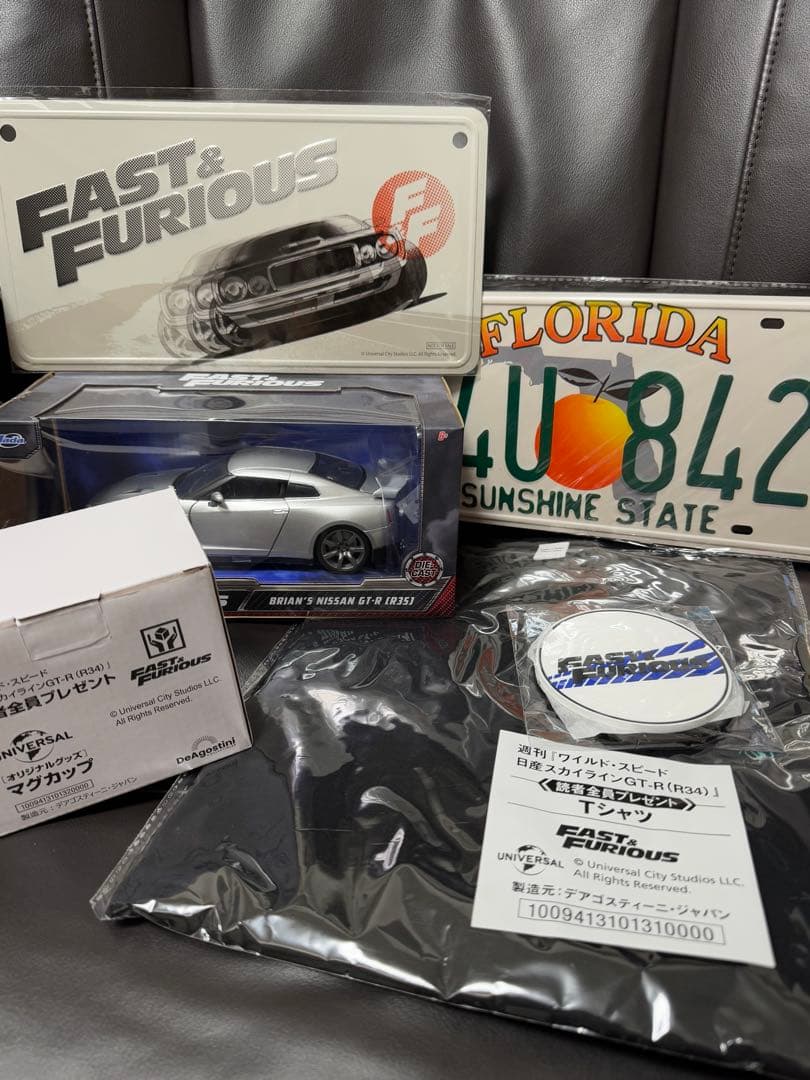 FAST &
FURIOUS
FF
NOT FOR SALE
© Universal City Studios LLC. All Rights Reserved.
FLORIDA
4U 842
SUNSHINE STATE
FAST & FURIOUS
Jada
DIE-CAST
BRIAN'S NISSAN GT-R (R35)
ド・スピード
カイラインGT-R(R34)』
者全員プレゼント
FAST &
FURIOUS
© Universal City Studios LLC.
All Rights Reserved.
UNIVERSAL
[オリジナルグッズ]
マグカップ
DeAgostini
1009413101320000
製造元:デアゴスティーニ・ジャパン
FAST &
FURIOUS
週刊『ワイルド・スピード
日産スカイラインGT-R(R34)』
読者全員プレゼント
Tシャツ
FAST &
FURIOUS
UNIVERSAL
© Universal City Studios LLC.
All Rights Reserved.
製造元:デアゴスティーニ・ジャパン
1009413101310000